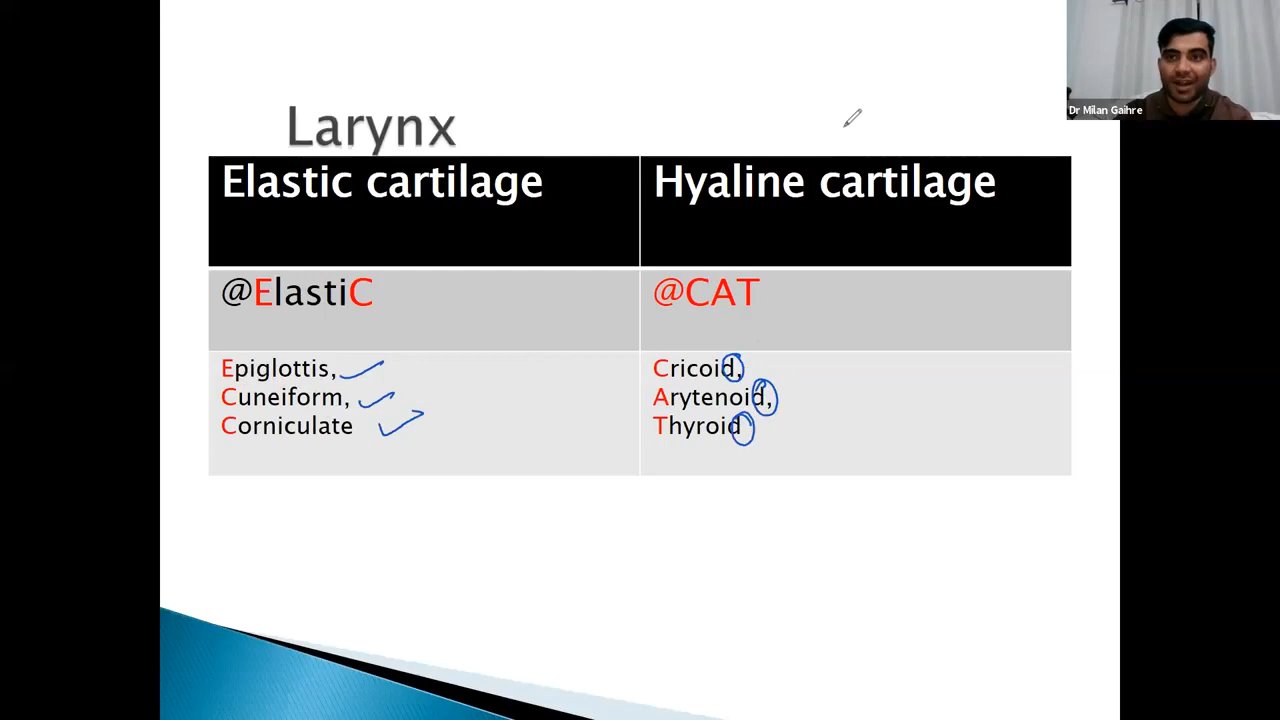 Dr Milan Gaihre
Larynx
Elastic cartilage
Hyaline cartilage
@ElastiC
@CAT
Epiglottis,
Cuneiform,
Corniculate
Cricoid,
Arytenoid,
Thyroid